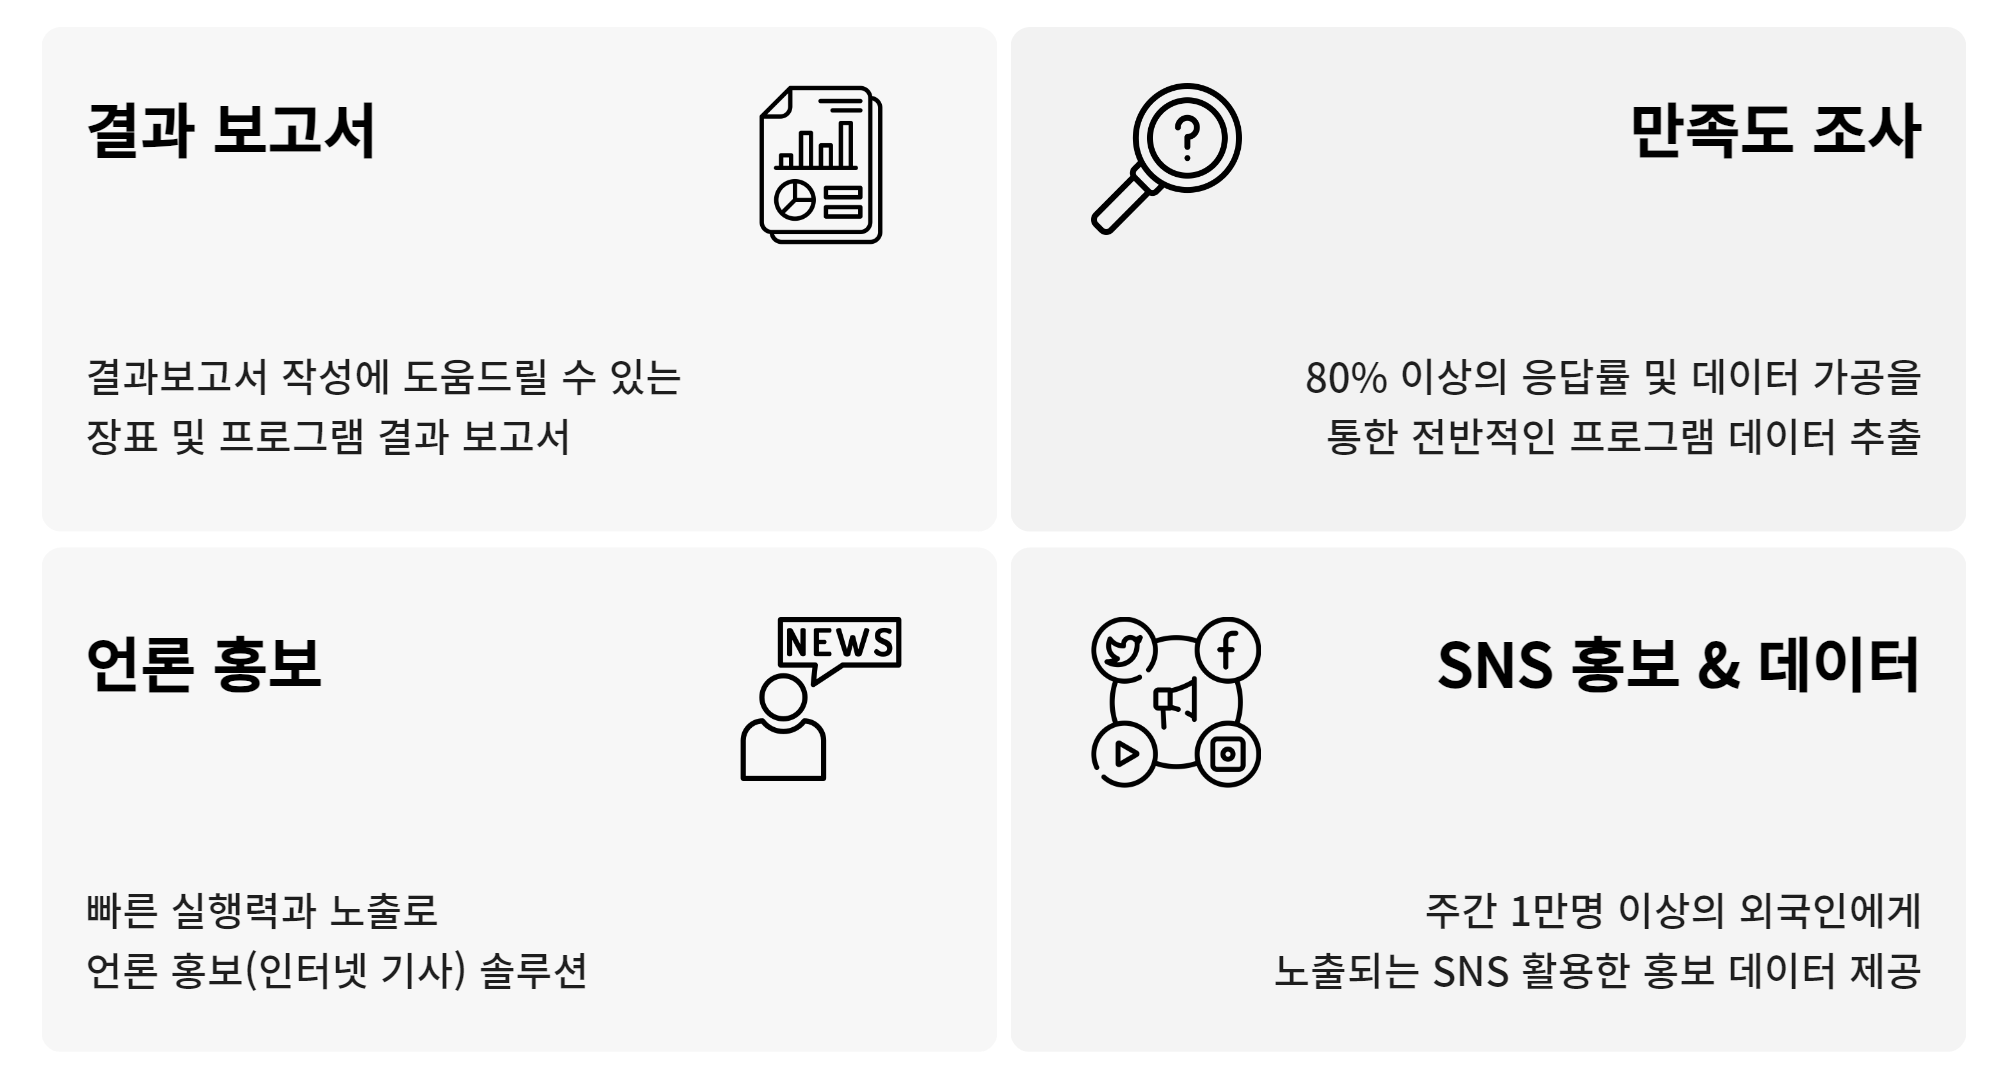 결과 보고서
결과보고서 작성에 도움드릴 수 있는
장표 및 프로그램 결과 보고서
만족도 조사
?
80% 이상의 응답률 및 데이터 가공을
통한 전반적인 프로그램 데이터 추출
언론 홍보
NEWS
빠른 실행력과 노출로
언론 홍보(인터넷 기사) 솔루션
SNS 홍보 & 데이터
f
주간 1만명 이상의 외국인에게
노출되는 SNS 활용한 홍보 데이터 제공